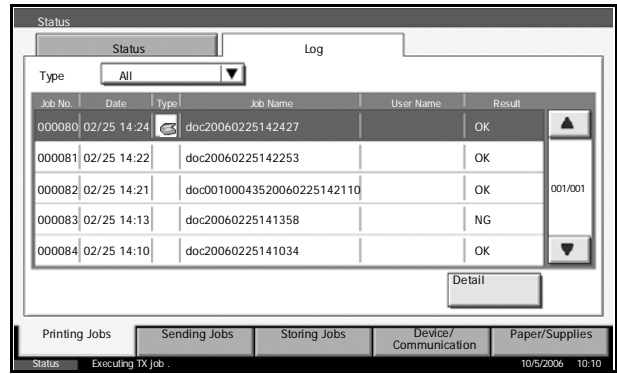 Status
Status Log
Type All
Job No. Date Type Job Name User Name Result
000080 02/25 14:24 doc20060225142427 OK
000081 02/25 14:22 doc20060225142253 OK
000082 02/25 14:21 doc00100043520060225142110 OK
001/001
000083 02/25 14:13 doc20060225141358 NG
000084 02/25 14:10 doc20060225141034 OK
Detail
Printing Jobs Sending Jobs Storing Jobs Device/ Communication Paper/Supplies
Status Executing TX job . 10/5/2006 10:10